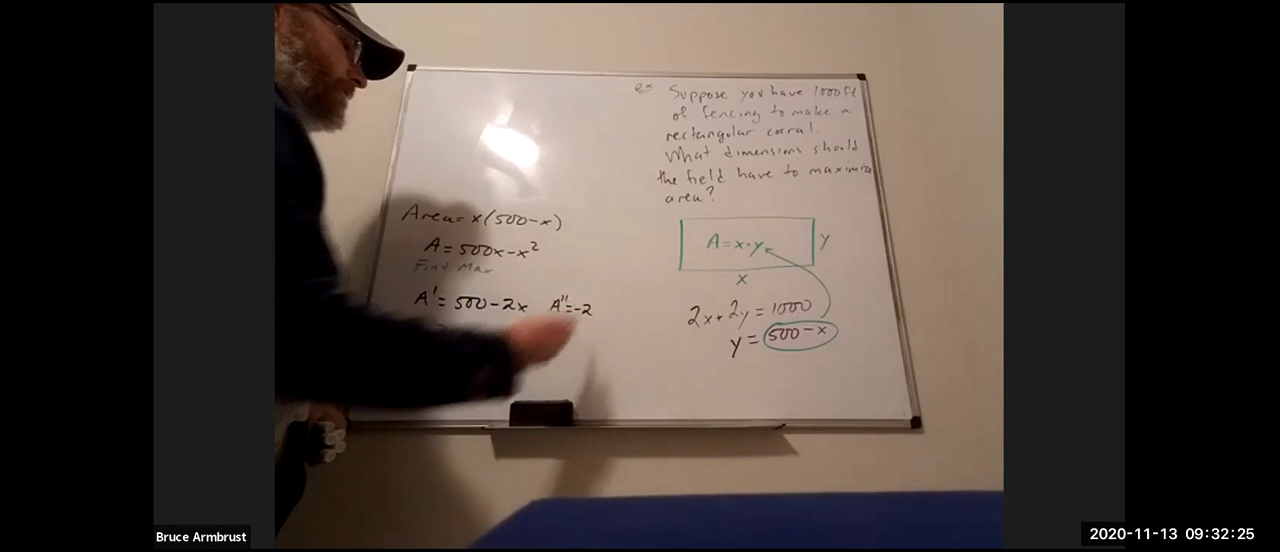 ex Suppose you have 1000ft
of fencing to make a
rectangular corral.
What dimensions should
the field have to maximize
area?
Area = x(500-x)
A = 500x-x²
Find Max
A' = 500-2x A''=-2
A = x·y
y
x
2x+2y = 1000
y = 500-x
Bruce Armbrust
2020-11-13 09:32:25